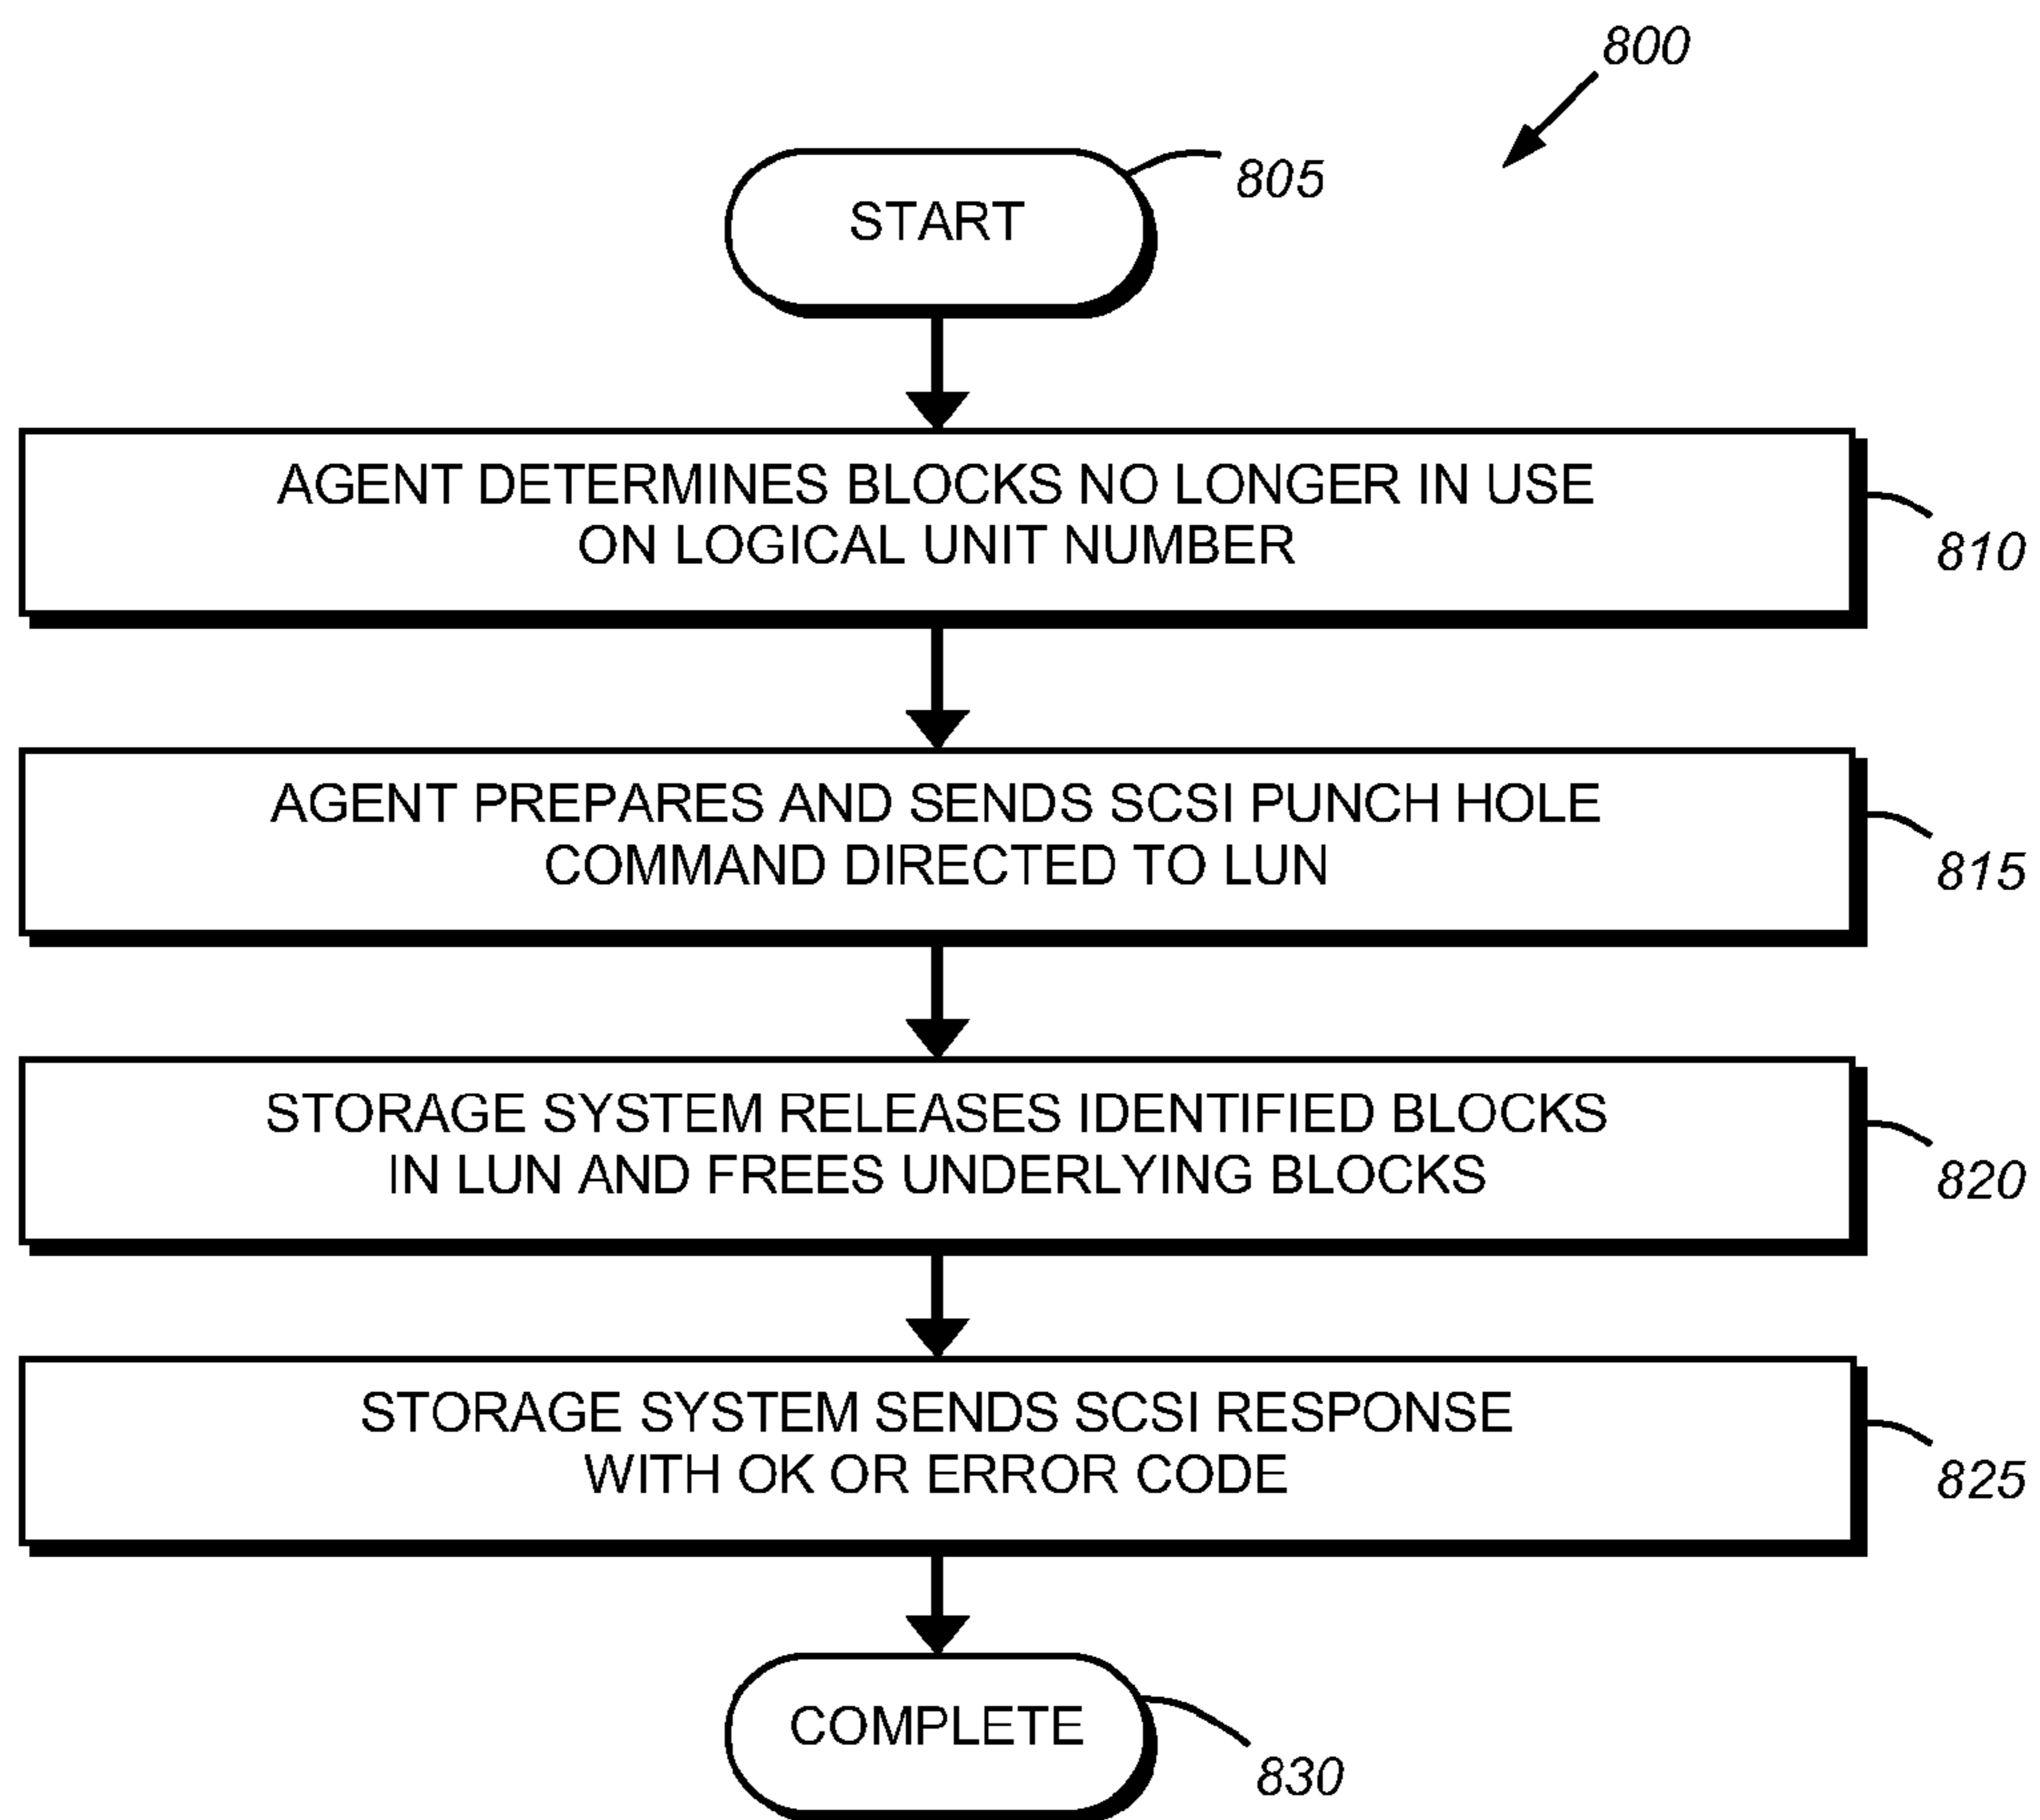 800
START
805
AGENT DETERMINES BLOCKS NO LONGER IN USE
ON LOGICAL UNIT NUMBER
810
AGENT PREPARES AND SENDS SCSI PUNCH HOLE
COMMAND DIRECTED TO LUN
815
STORAGE SYSTEM RELEASES IDENTIFIED BLOCKS
IN LUN AND FREES UNDERLYING BLOCKS
820
STORAGE SYSTEM SENDS SCSI RESPONSE
WITH OK OR ERROR CODE
825
COMPLETE
830